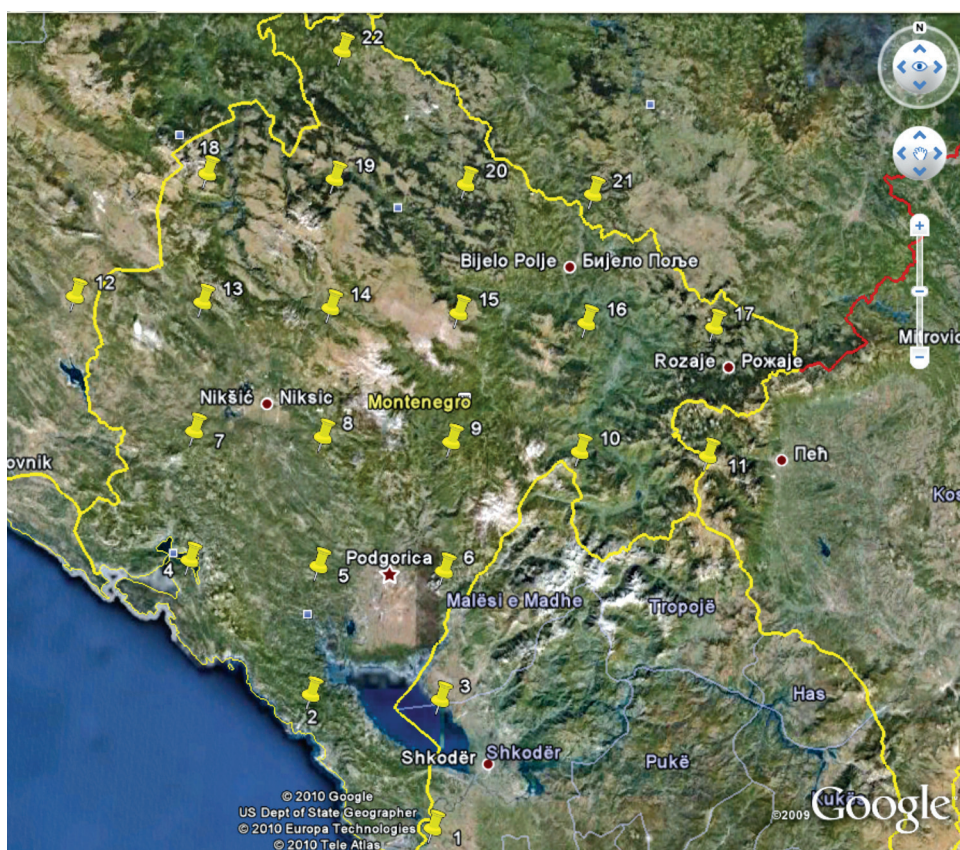 22
N
18
19
20
21
Bijelo Polje Бијело Поље
12
13
14
15
16
17
Rozaje Рожаје
Nikšić Niksic
Montenegro
7
8
9
10
11
Пећ
ovnik
Kos
4
5
Podgorica
6
Malësi e Madhe
Tropojë
2
3
Has
Shkodër Shkodër
Pukë
Kukës
© 2010 Google
US Dept of State Geographer
© 2010 Europa Technologies
© 2010 Tele Atlas
1
©2009 Google